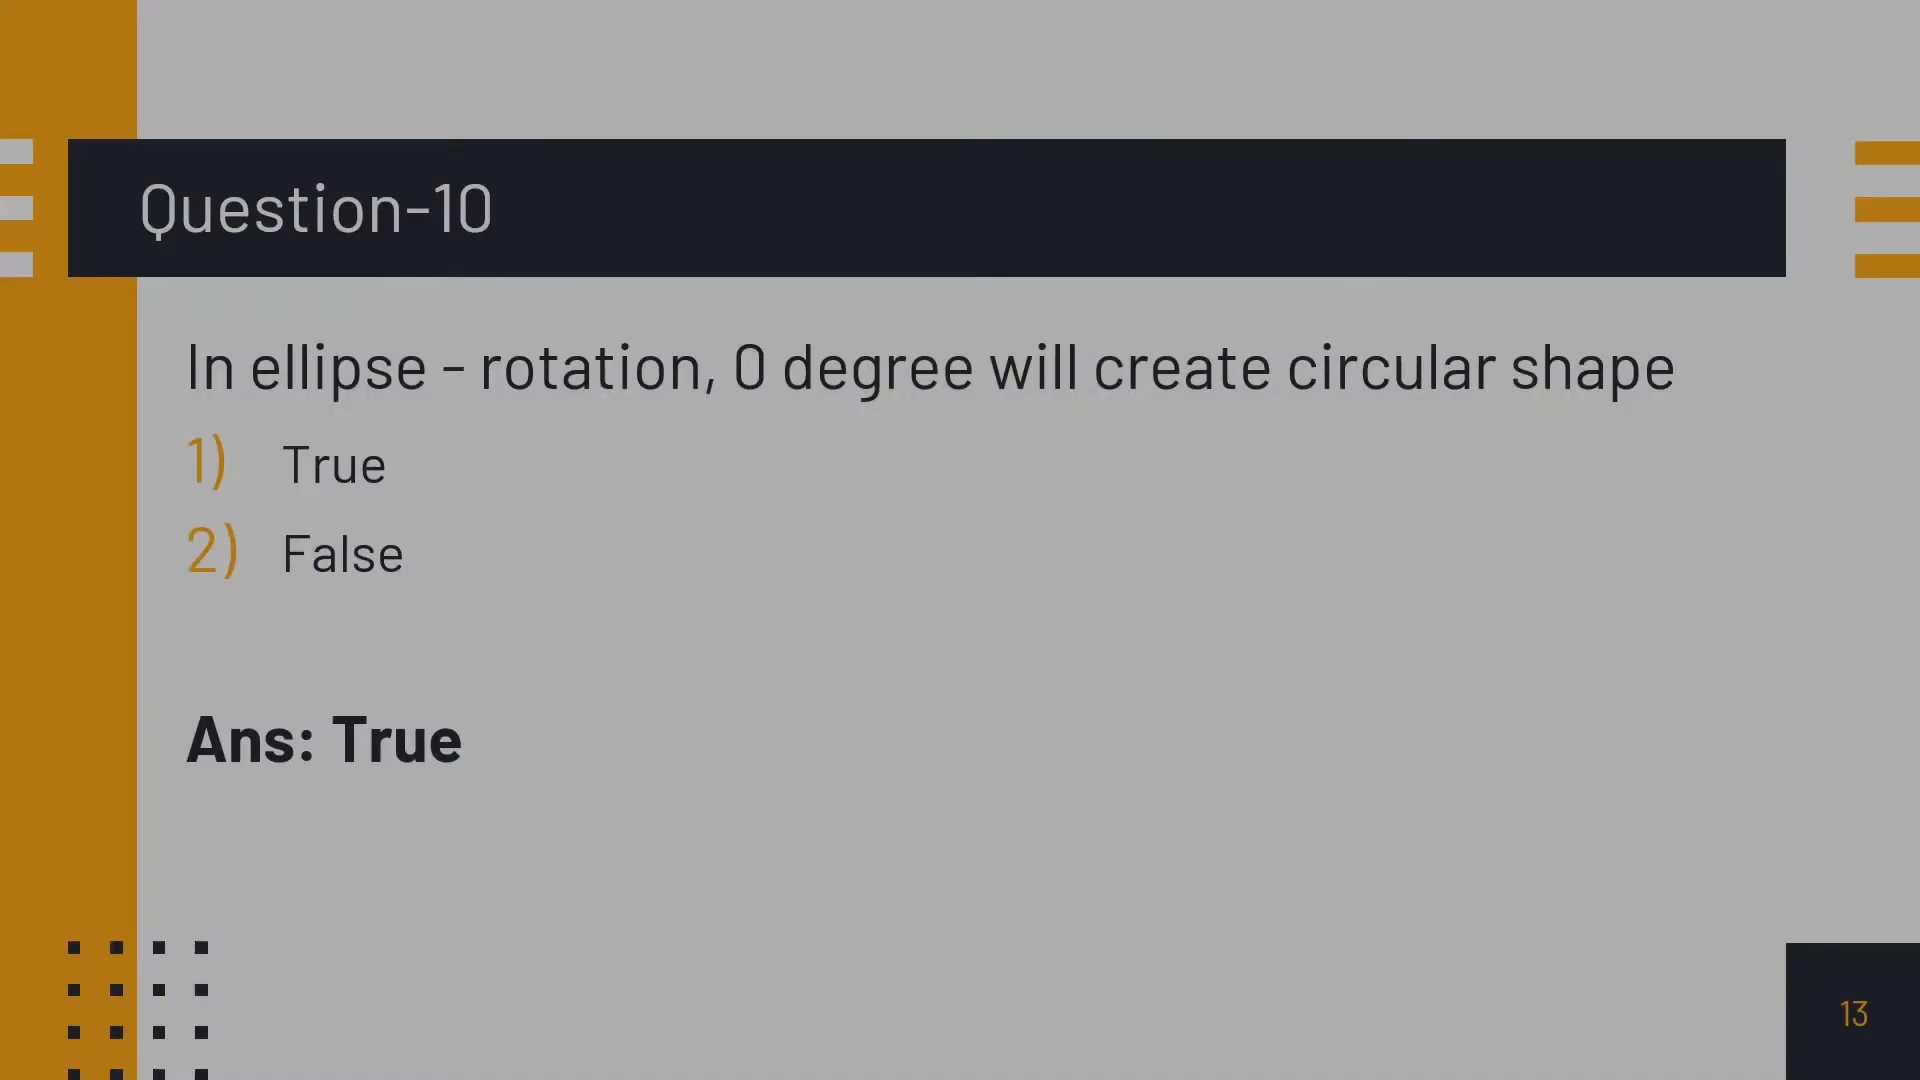 Question-10
In ellipse - rotation, 0 degree will create circular shape
1) True
2) False
Ans: True
13